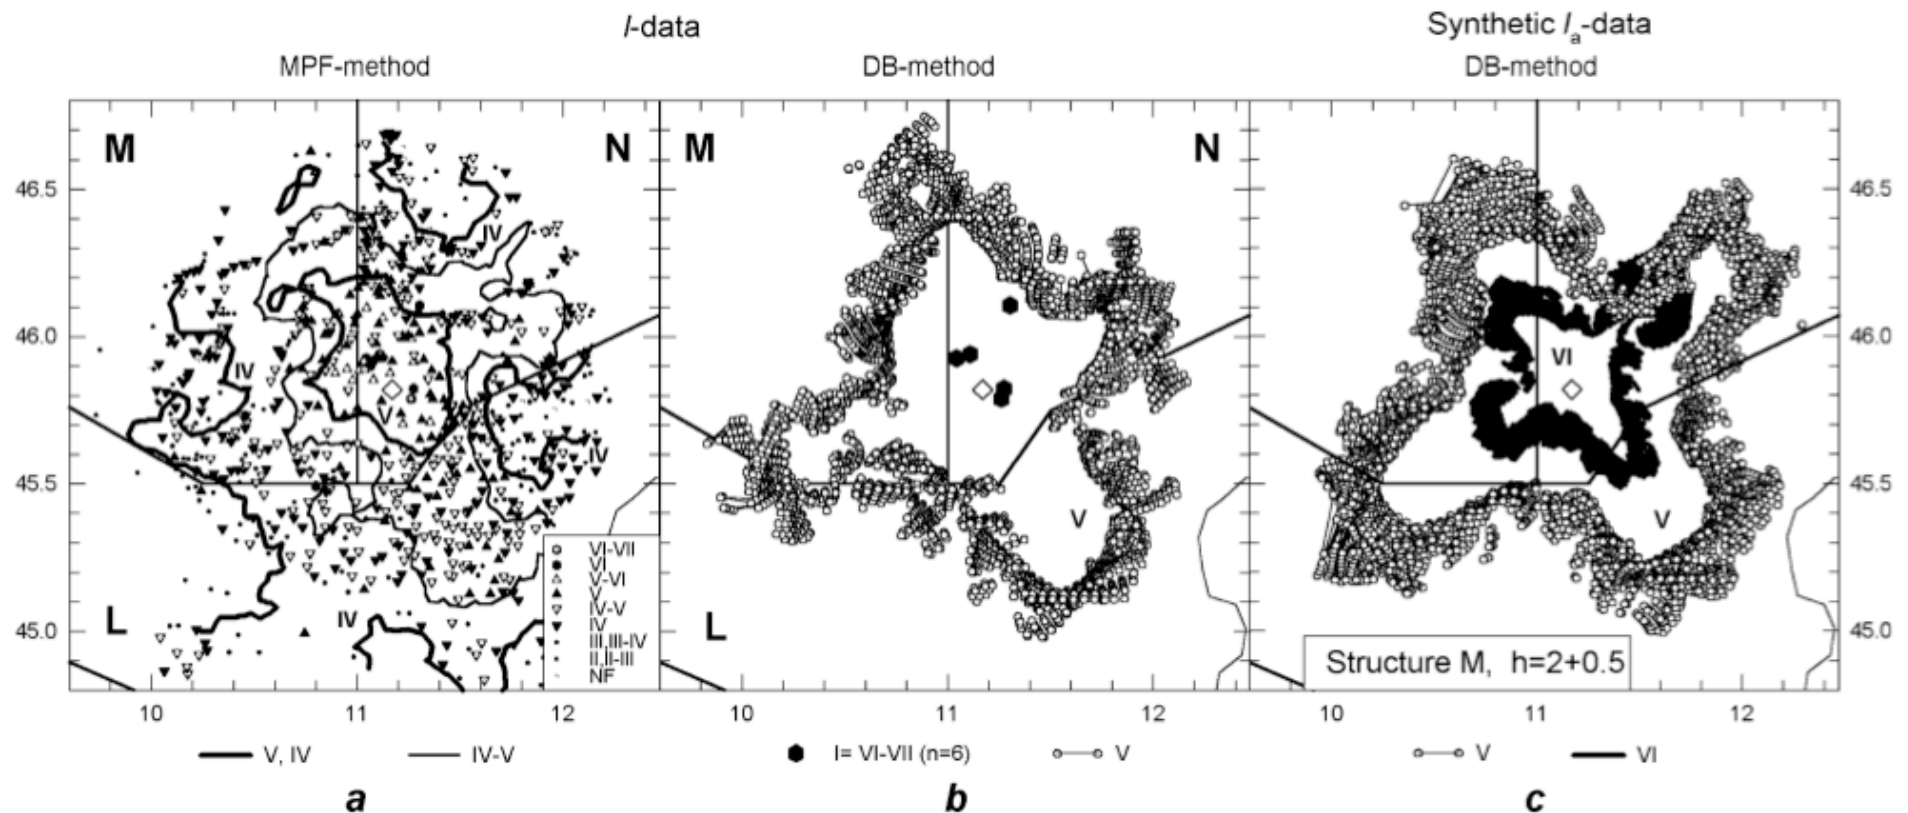 I-data
Synthetic Ia-data
MPF-method
DB-method
DB-method
M
N
M
N
46.5
46.5
IV
46.0
46.0
IV
VI
V
IV
45.5
45.5
V
V
VI-VII
VI
V-VI
V
IV-V
IV
III,III-IV
II,II-III
NF
L
IV
L
45.0
45.0
Structure M, h=2+0.5
10
11
12
10
11
12
10
11
12
V, IV
IV-V
I= VI-VII (n=6)
V
V
VI
a
b
c